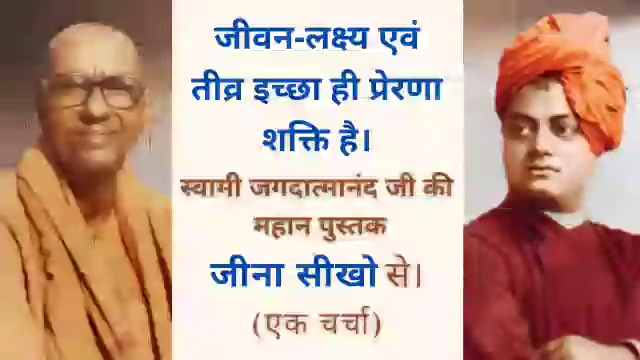 जीवन-लक्ष्य एवं
तीव्र इच्छा ही प्रेरणा
शक्ति है।
स्वामी जगदात्मानंद जी की
महान पुस्तक
जीना सीखो से।
(एक चर्चा)